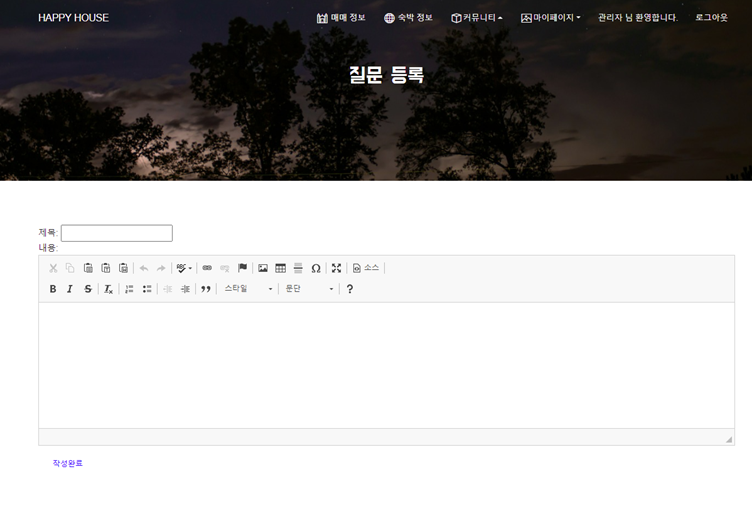 HAPPY HOUSE 매매 정보 숙박 정보 커뮤니티 마이페이지 관리자 님 환영합니다. 로그아웃
질문 등록
제목:
내용:
ABC Ω 소스
B I S Tx 스타일 문단 ?
작성완료